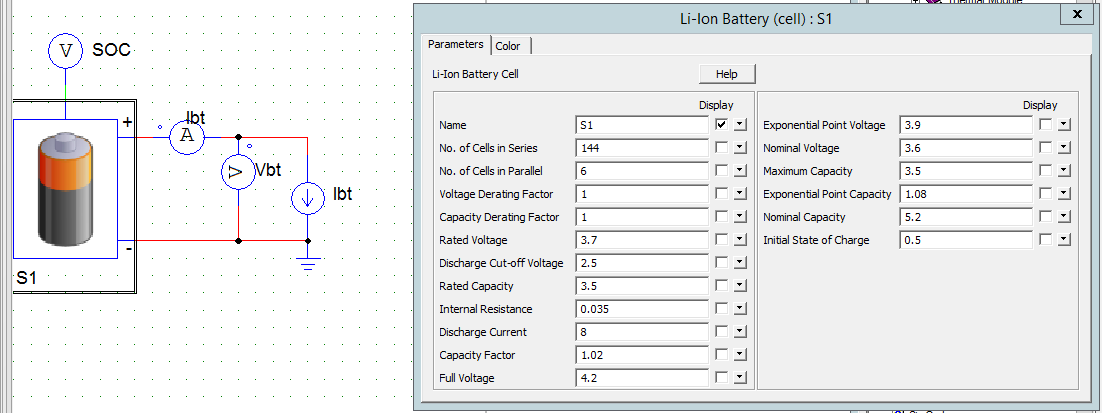 Thermal Module
Li-Ion Battery (cell) : S1
x
Parameters
Color
Li-Ion Battery Cell
Help
Display
Name S1
No. of Cells in Series 144
No. of Cells in Parallel 6
Voltage Derating Factor 1
Capacity Derating Factor 1
Rated Voltage 3.7
Discharge Cut-off Voltage 2.5
Rated Capacity 3.5
Internal Resistance 0.035
Discharge Current 8
Capacity Factor 1.02
Full Voltage 4.2
Display
Exponential Point Voltage 3.9
Nominal Voltage 3.6
Maximum Capacity 3.5
Exponential Point Capacity 1.08
Nominal Capacity 5.2
Initial State of Charge 0.5
V SOC
+
Ibt
A
V Vbt
Ibt
-
S1